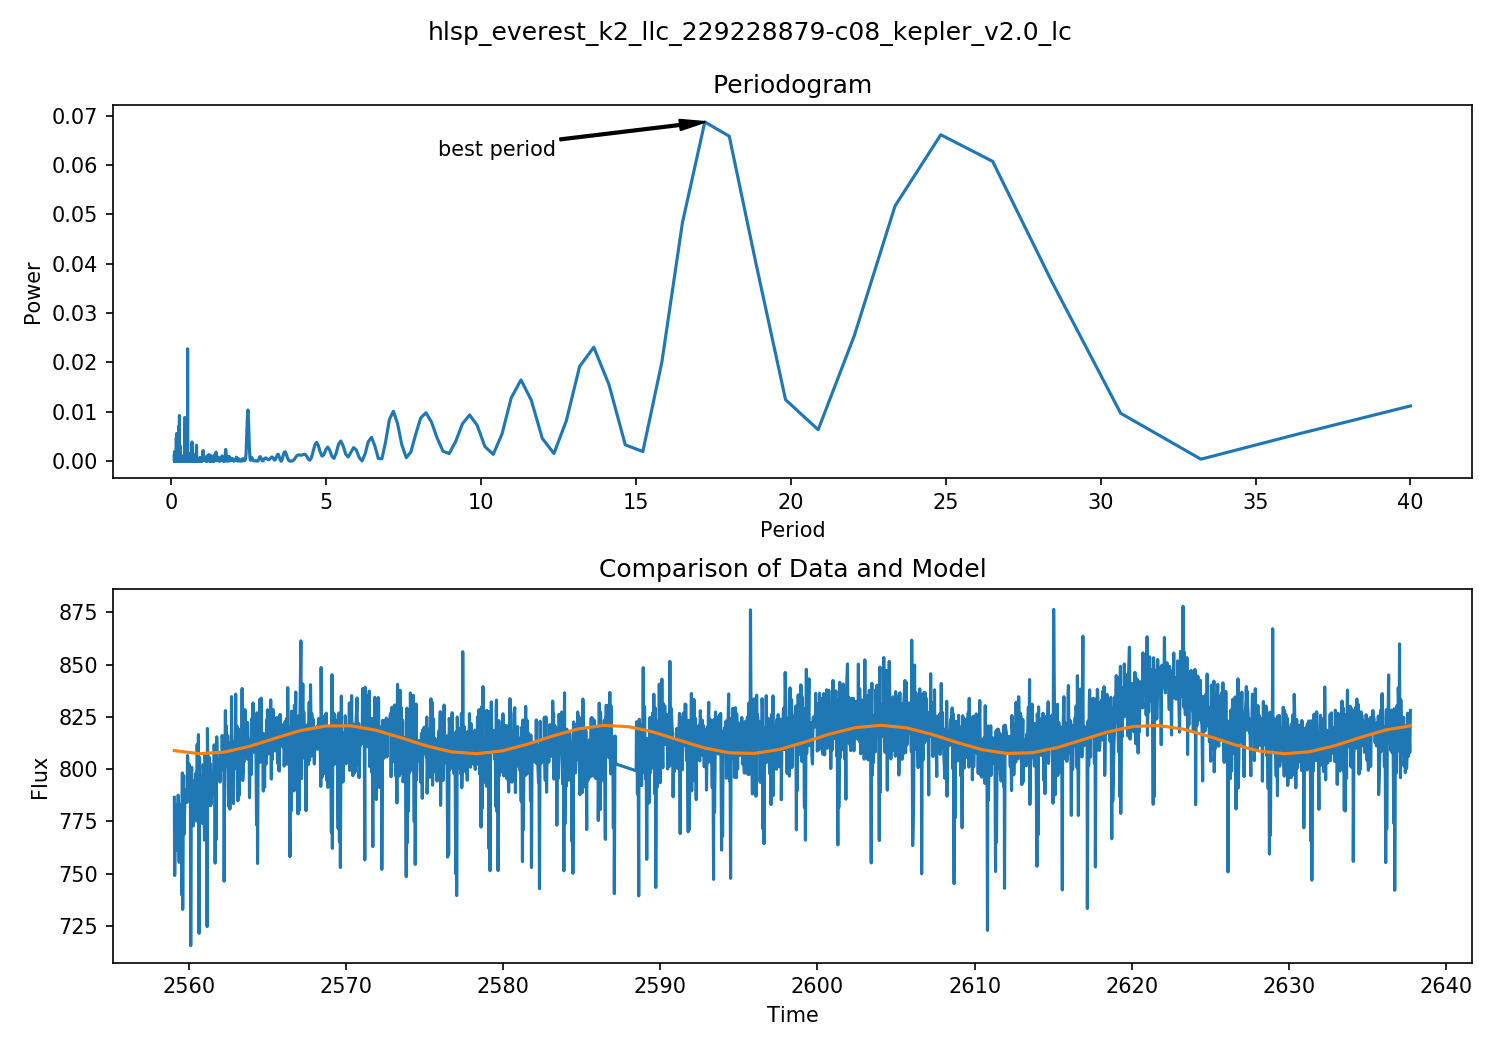 hlsp_everest_k2_llc_229228879-c08_kepler_v2.0_lc
Periodogram
0.07
0.06
0.05
0.04
0.03
0.02
0.01
0.00
Power
best period
0 5 10 15 20 25 30 35 40
Period
Comparison of Data and Model
875
850
825
800
775
750
725
Flux
2560 2570 2580 2590 2600 2610 2620 2630 2640
Time